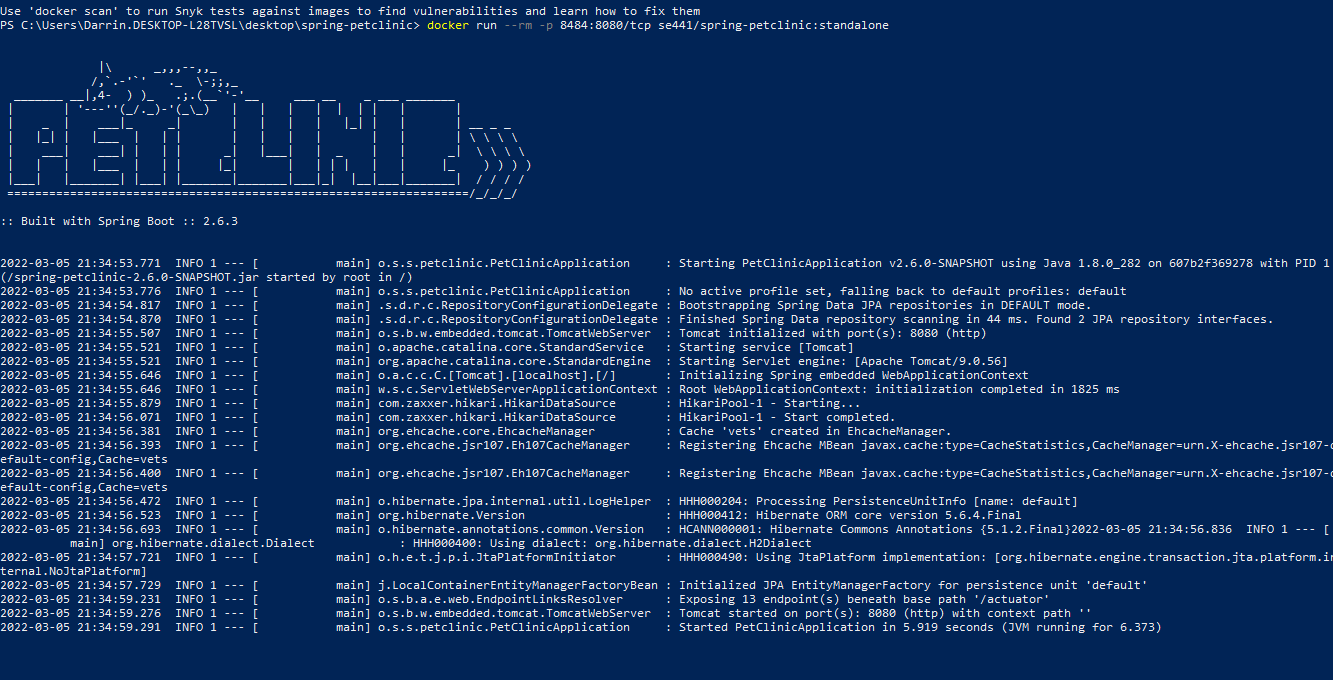 Use 'docker scan' to run Snyk tests against images to find vulnerabilities and learn how to fix them
PS C:\Users\Darrin.DESKTOP-L28TVSL\desktop\spring-petclinic> docker run --rm -p 8484:8080/tcp se441/spring-petclinic:standalone
PETCLINIC
:: Built with Spring Boot :: 2.6.3
2022-03-05 21:34:53.771  INFO 1 --- [           main] o.s.s.petclinic.PetClinicApplication     : Starting PetClinicApplication v2.6.0-SNAPSHOT using Java 1.8.0_282 on 607b2f369278 with PID 1
(/spring-petclinic-2.6.0-SNAPSHOT.jar started by root in /)
2022-03-05 21:34:53.776  INFO 1 --- [           main] o.s.s.petclinic.PetClinicApplication     : No active profile set, falling back to default profiles: default
2022-03-05 21:34:54.817  INFO 1 --- [           main] .s.d.r.c.RepositoryConfigurationDelegate : Bootstrapping Spring Data JPA repositories in DEFAULT mode.
2022-03-05 21:34:54.870  INFO 1 --- [           main] .s.d.r.c.RepositoryConfigurationDelegate : Finished Spring Data repository scanning in 44 ms. Found 2 JPA repository interfaces.
2022-03-05 21:34:55.507  INFO 1 --- [           main] o.s.b.w.embedded.tomcat.TomcatWebServer  : Tomcat initialized with port(s): 8080 (http)
2022-03-05 21:34:55.521  INFO 1 --- [           main] o.apache.catalina.core.StandardService   : Starting service [Tomcat]
2022-03-05 21:34:55.521  INFO 1 --- [           main] org.apache.catalina.core.StandardEngine  : Starting Servlet engine: [Apache Tomcat/9.0.56]
2022-03-05 21:34:55.646  INFO 1 --- [           main] o.a.c.c.C.[Tomcat].[localhost].[/]       : Initializing Spring embedded WebApplicationContext
2022-03-05 21:34:55.646  INFO 1 --- [           main] w.s.c.ServletWebServerApplicationContext : Root WebApplicationContext: initialization completed in 1825 ms
2022-03-05 21:34:55.879  INFO 1 --- [           main] com.zaxxer.hikari.HikariDataSource       : HikariPool-1 - Starting...
2022-03-05 21:34:56.071  INFO 1 --- [           main] com.zaxxer.hikari.HikariDataSource       : HikariPool-1 - Start completed.
2022-03-05 21:34:56.381  INFO 1 --- [           main] org.ehcache.core.EhcacheManager          : Cache 'vets' created in EhcacheManager.
2022-03-05 21:34:56.393  INFO 1 --- [           main] org.ehcache.jsr107.Eh107CacheManager     : Registering Ehcache MBean javax.cache:type=CacheStatistics,CacheManager=urn.X-ehcache.jsr107-d
efault-config,Cache=vets
2022-03-05 21:34:56.400  INFO 1 --- [           main] org.ehcache.jsr107.Eh107CacheManager     : Registering Ehcache MBean javax.cache:type=CacheStatistics,CacheManager=urn.X-ehcache.jsr107-d
efault-config,Cache=vets
2022-03-05 21:34:56.472  INFO 1 --- [           main] o.hibernate.jpa.internal.util.LogHelper  : HHH000204: Processing PersistenceUnitInfo [name: default]
2022-03-05 21:34:56.523  INFO 1 --- [           main] org.hibernate.Version                    : HHH000412: Hibernate ORM core version 5.6.4.Final
2022-03-05 21:34:56.693  INFO 1 --- [           main] o.hibernate.annotations.common.Version   : HCANN000001: Hibernate Commons Annotations {5.1.2.Final}2022-03-05 21:34:56.836  INFO 1 --- [
          main] org.hibernate.dialect.Dialect            : HHH000400: Using dialect: org.hibernate.dialect.H2Dialect
2022-03-05 21:34:57.721  INFO 1 --- [           main] o.h.e.t.j.p.i.JtaPlatformInitiator       : HHH000490: Using JtaPlatform implementation: [org.hibernate.engine.transaction.jta.platform.in
ternal.NoJtaPlatform]
2022-03-05 21:34:57.729  INFO 1 --- [           main] j.LocalContainerEntityManagerFactoryBean : Initialized JPA EntityManagerFactory for persistence unit 'default'
2022-03-05 21:34:59.231  INFO 1 --- [           main] o.s.b.a.e.web.EndpointLinksResolver      : Exposing 13 endpoint(s) beneath base path '/actuator'
2022-03-05 21:34:59.276  INFO 1 --- [           main] o.s.b.w.embedded.tomcat.TomcatWebServer  : Tomcat started on port(s): 8080 (http) with context path ''
2022-03-05 21:34:59.291  INFO 1 --- [           main] o.s.s.petclinic.PetClinicApplication     : Started PetClinicApplication in 5.919 seconds (JVM running for 6.373)